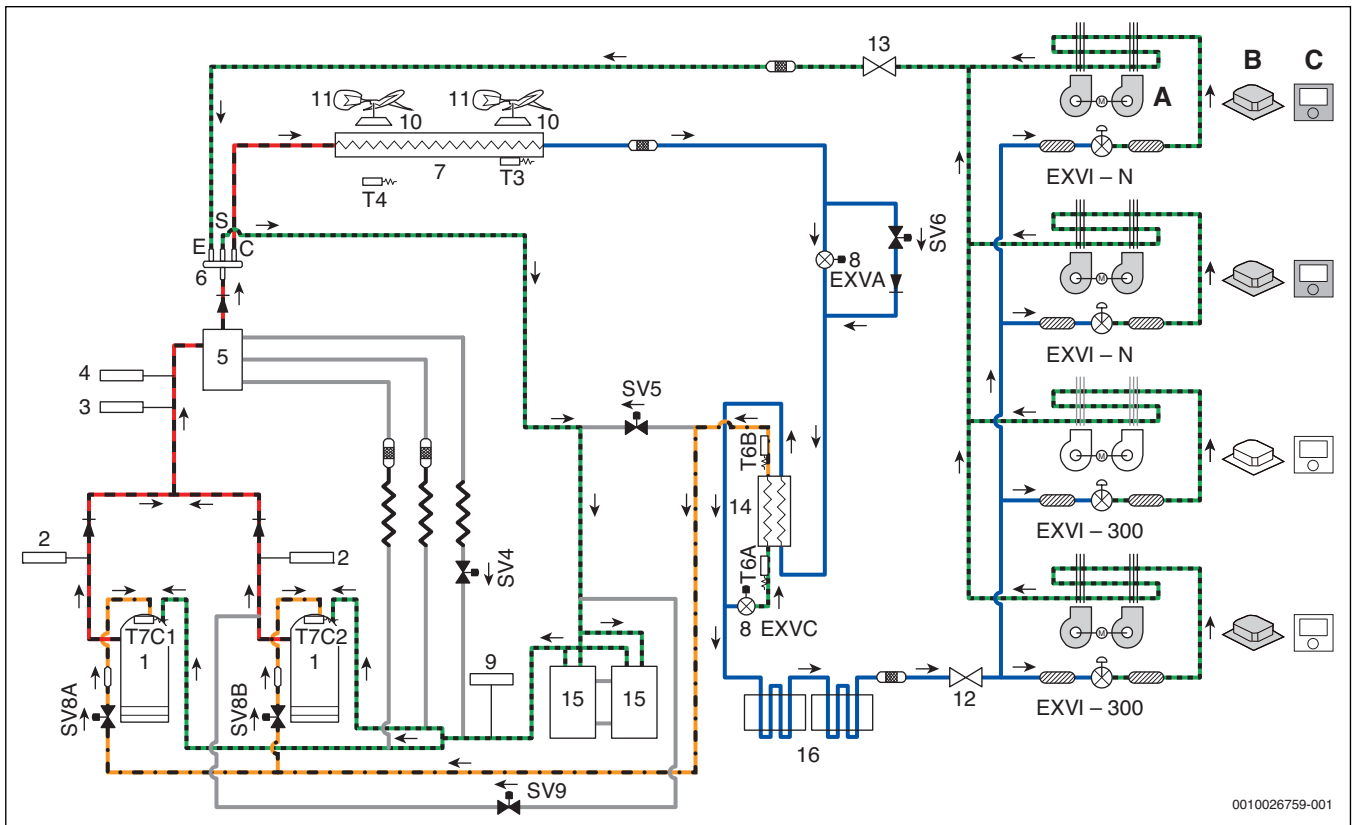 13
B C
A
M
EXVI – N
11 11
10 10
7 T3
T4
S
E C
6
SV6
8
EXVA
M
EXVI – N
5
4
3
SV5
T6B
14
T6A
M
EXVI – 300
2 2
SV4
8 EXVC
T7C1
1
T7C2
1
9
15 15
SV8A
SV8B
12
16
M
EXVI – 300
SV9
0010026759-001